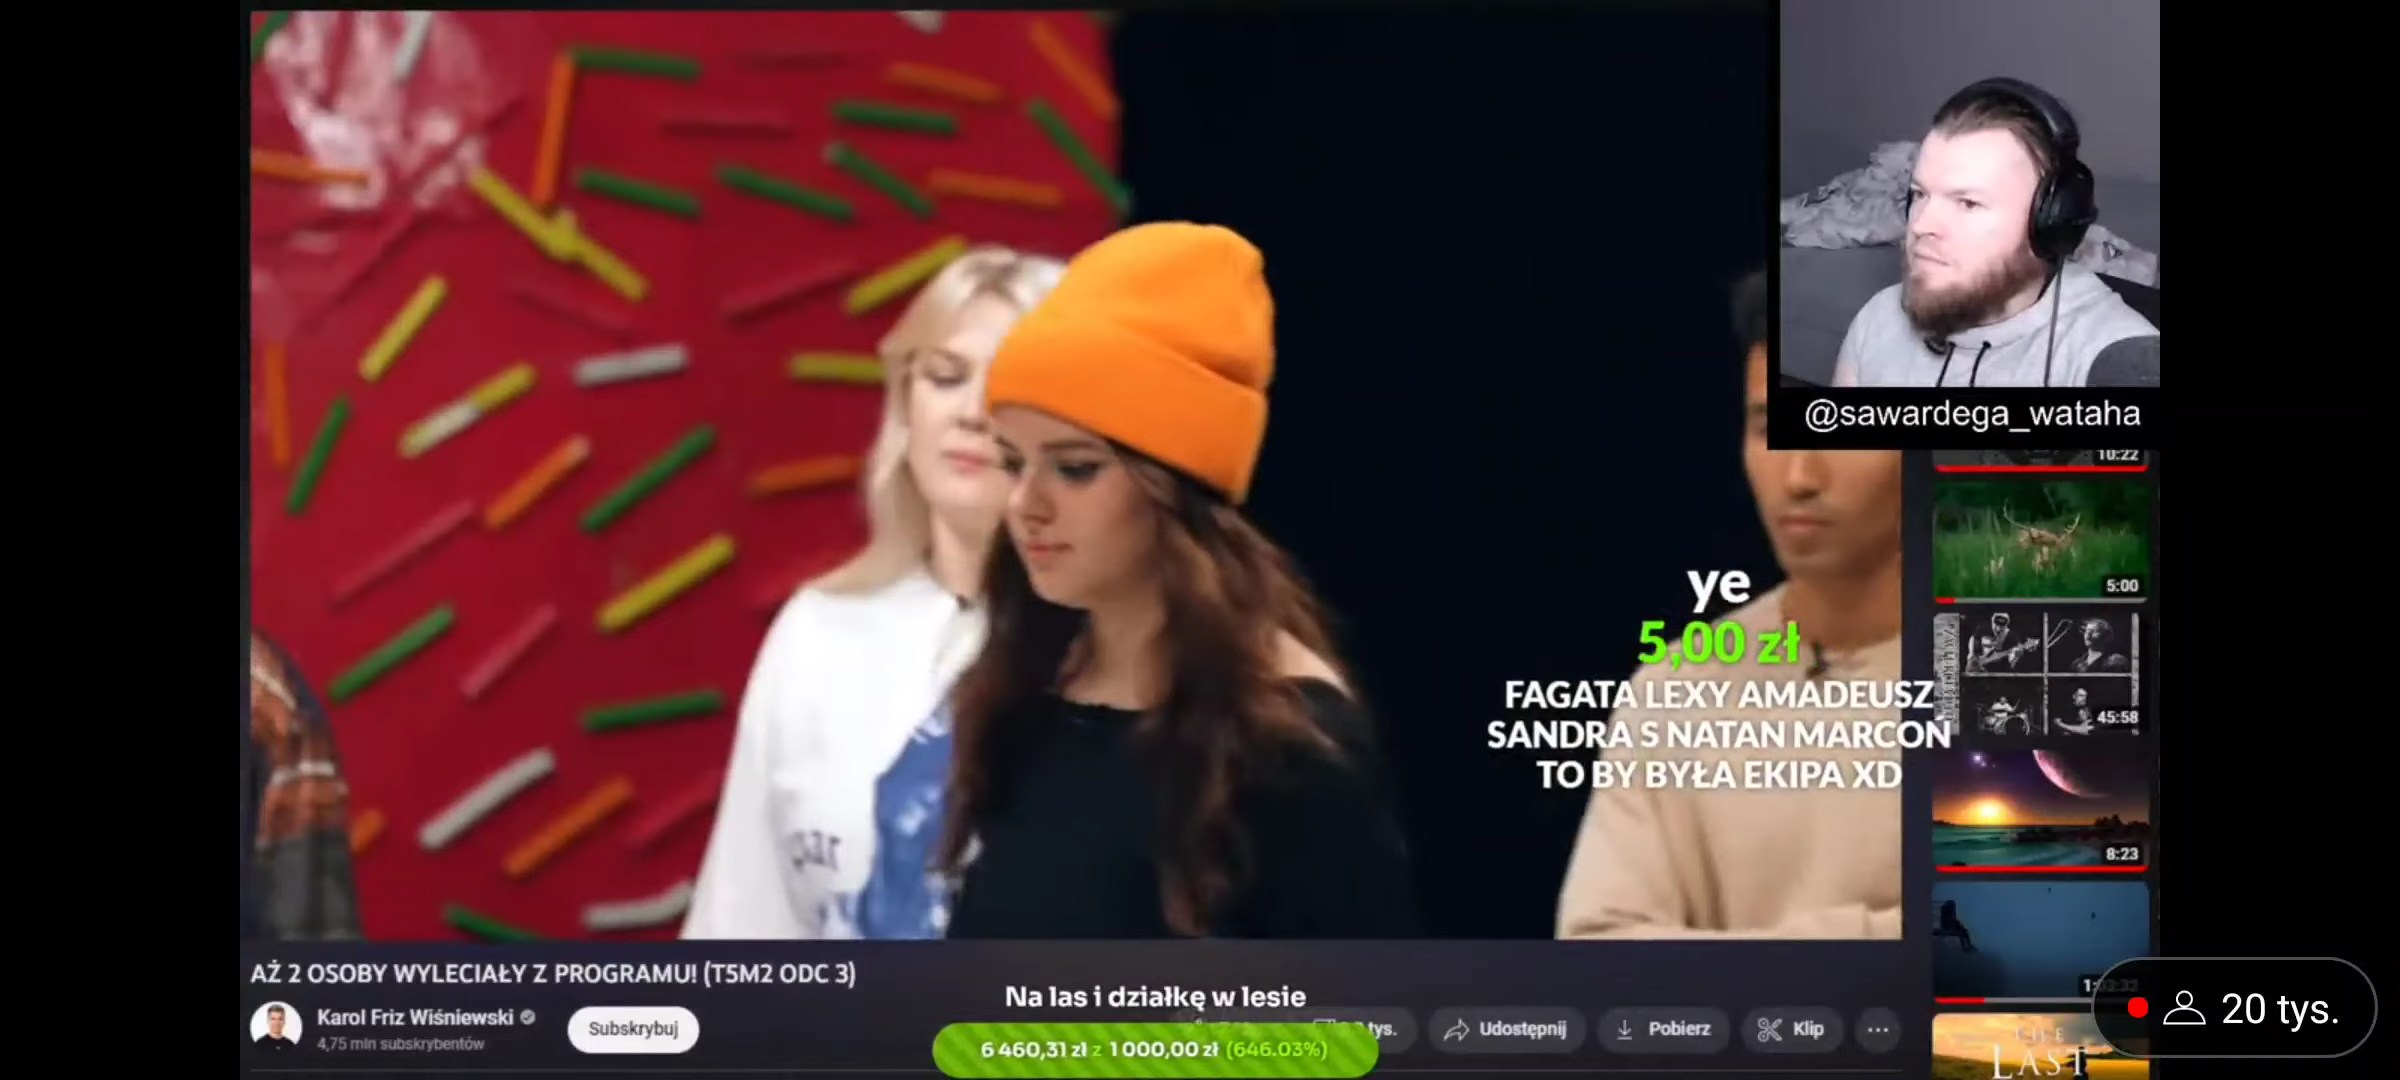 @sawardega_wataha
10:22
5:00
ye
5,00 zł
FAGATA LEXY AMADEUSZ
SANDRA S NATAN MARCOŃ
TO BY BYŁA EKIPA XD
45:58
8:23
AŻ 2 OSOBY WYLECIAŁY Z PROGRAMU! (T5M2 ODC 3)
Karol Friz Wiśniewski
4,75 mln subskrybentów
Subskrybuj
Na las i działkę w lesie
6 460,31 zł z 1 000,00 zł (646.03%)
tys.
Udostępnij
Pobierz
Klip
20 tys.
LAST